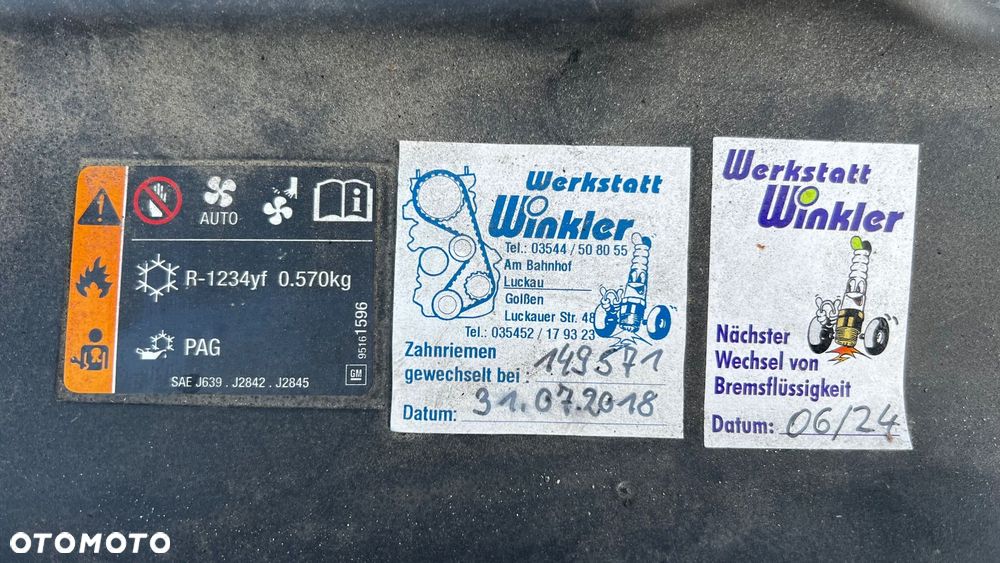 AUTO
R-1234yf 0.570kg
PAG
SAE J639 . J2842 . J2845
95161596
GM
Werkstatt
Winkler
Tel.: 03544 / 50 80 55
Am Bahnhof
Luckau
Golßen
Luckauer Str. 48
Tel.: 035452 / 17 93 23
Zahnriemen
gewechselt bei : 149571
Datum: 31.07.2018
Werkstatt
Winkler
Nächster
Wechsel von
Bremsflüssigkeit
Datum: 06/24
OTOMOTO